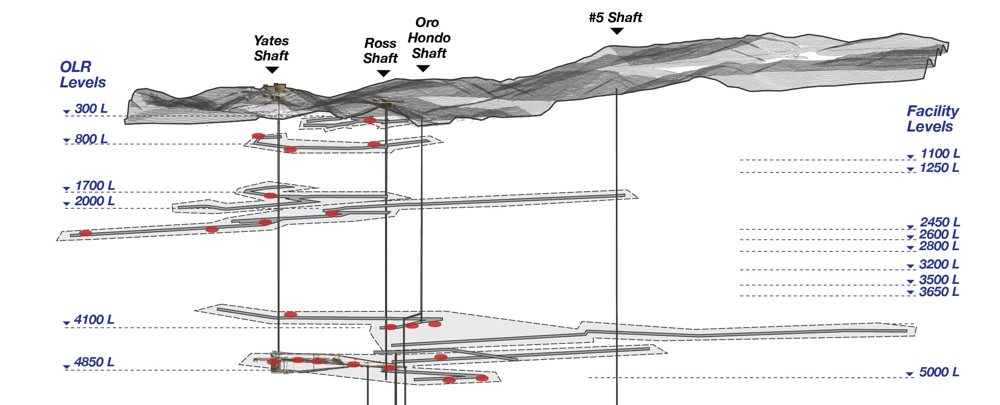 #5 Shaft
Oro
Hondo
Shaft
Yates
Shaft
Ross
Shaft
OLR
Levels
300 L
800 L
1700 L
2000 L
4100 L
4850 L
Facility
Levels
1100 L
1250 L
2450 L
2600 L
2800 L
3200 L
3500 L
3650 L
5000 L